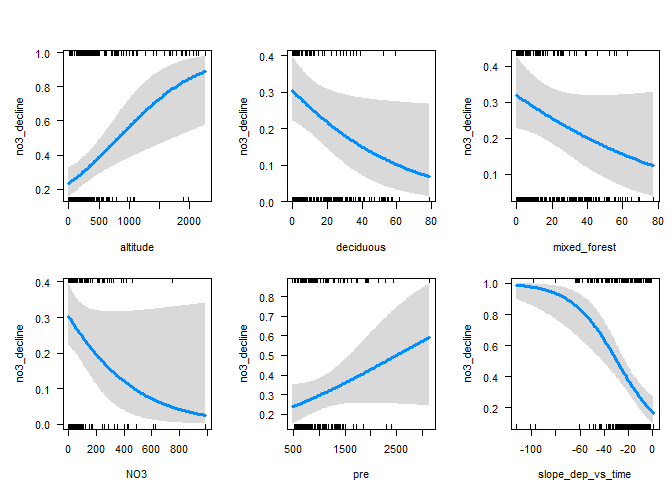 no3_decline
1.0
0.8
0.6
0.4
0.2
0 500 1000 2000
altitude
no3_decline
0.4
0.3
0.2
0.1
0.0
0 20 40 60 80
deciduous
no3_decline
0.4
0.3
0.2
0.1
0 20 40 60 80
mixed_forest
no3_decline
0.4
0.3
0.2
0.1
0.0
0 200 400 600 800
NO3
no3_decline
0.8
0.7
0.6
0.5
0.4
0.3
0.2
500 1000 1500 2500
pre
no3_decline
1.0
0.8
0.6
0.4
0.2
-100 -60 -40 -20 0
slope_dep_vs_time